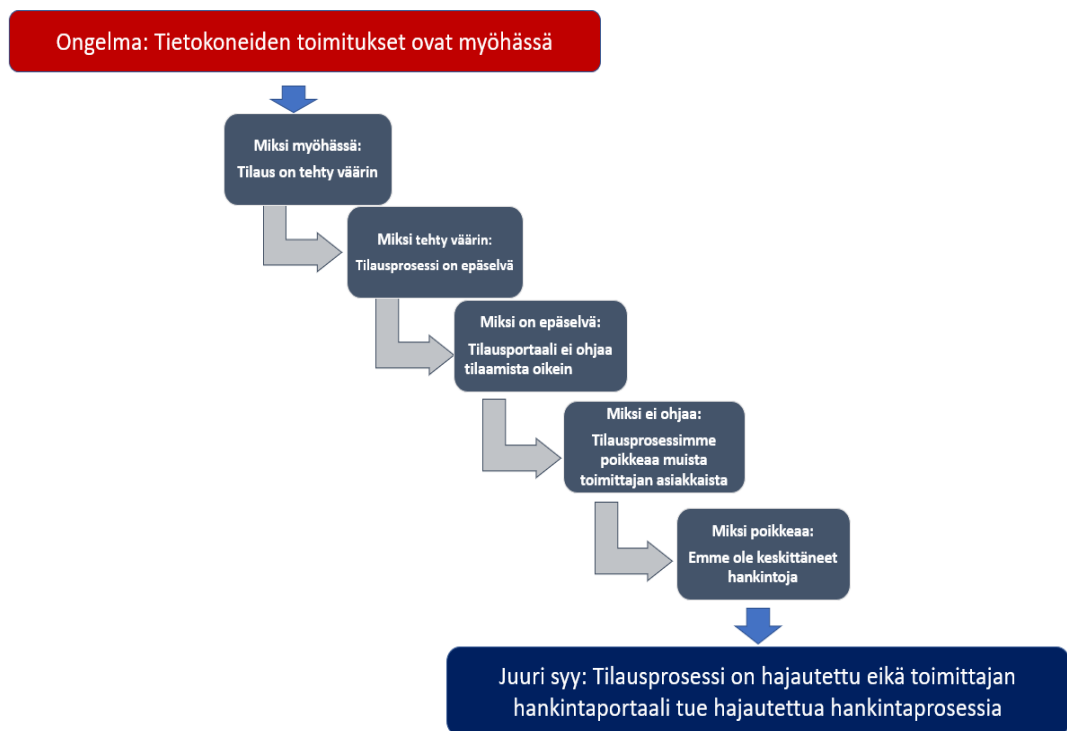 Ongelma: Tietokoneiden toimitukset ovat myöhässä
Miksi myöhässä:
Tilaus on tehty väärin
Miksi tehty väärin:
Tilausprosessi on epäselvä
Miksi on epäselvä:
Tilausportaali ei ohjaa
tilaamista oikein
Miksi ei ohjaa:
Tilausprosessimme
poikkeaa muista
toimittajan asiakkaista
Miksi poikkeaa:
Emme ole keskittäneet
hankintoja
Juuri syy: Tilausprosessi on hajautettu eikä toimittajan
hankintaportaali tue hajautettua hankintaprosessia